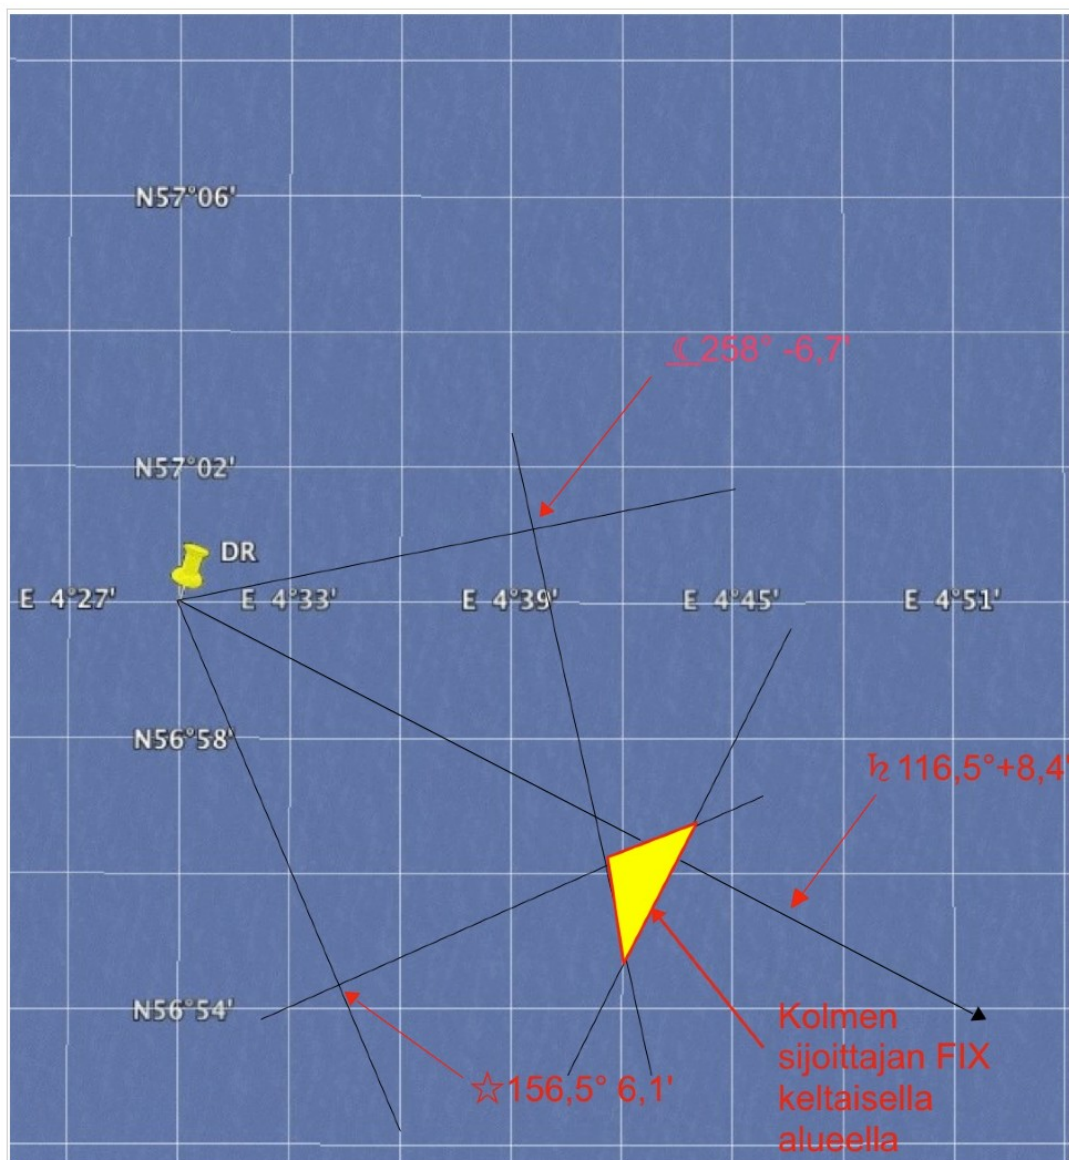 N57°06'
☾ 258° -6,7'
N57°02'
DR
E 4°27' E 4°33' E 4°39' E 4°45' E 4°51'
N56°58'
♄ 116,5°+8,4'
N56°54'
Kolmen
sijoittajan FIX
keltaisella
alueella
☆156,5° 6,1'